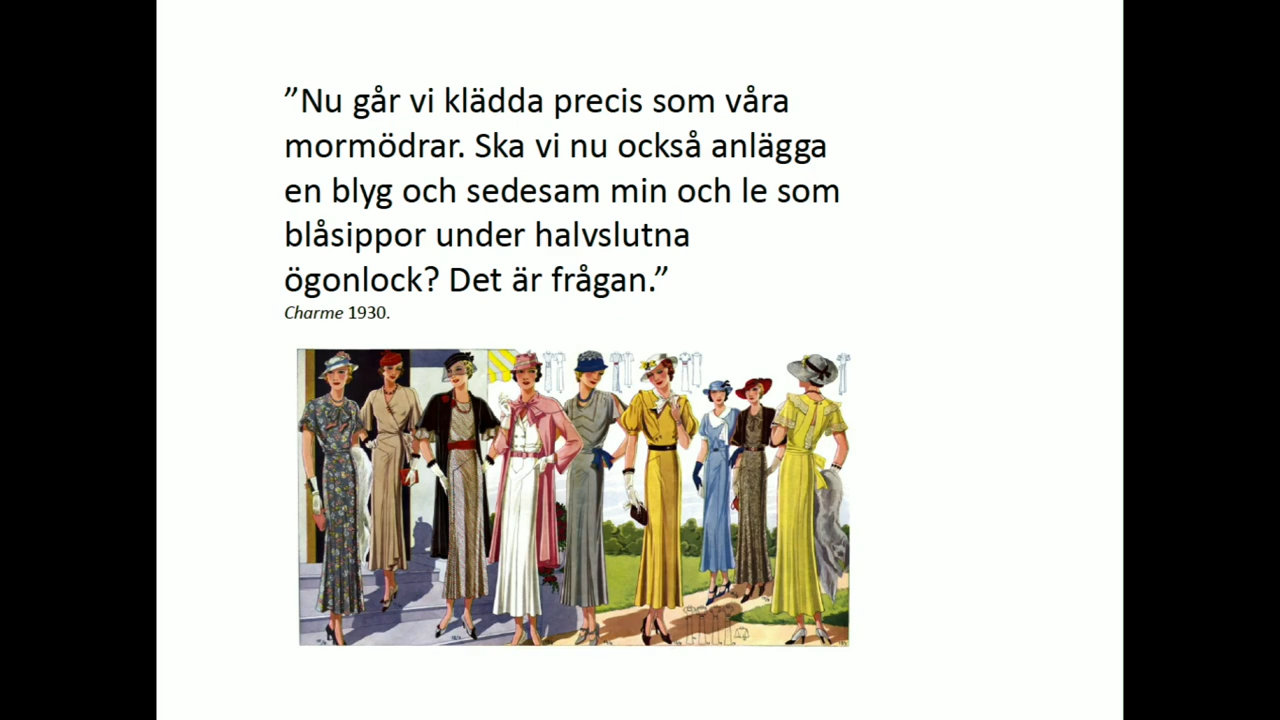 ”Nu går vi klädda precis som våra
mormödrar. Ska vi nu också anlägga
en blyg och sedesam min och le som
blåsippor under halvslutna
ögonlock? Det är frågan.”
Charme 1930.